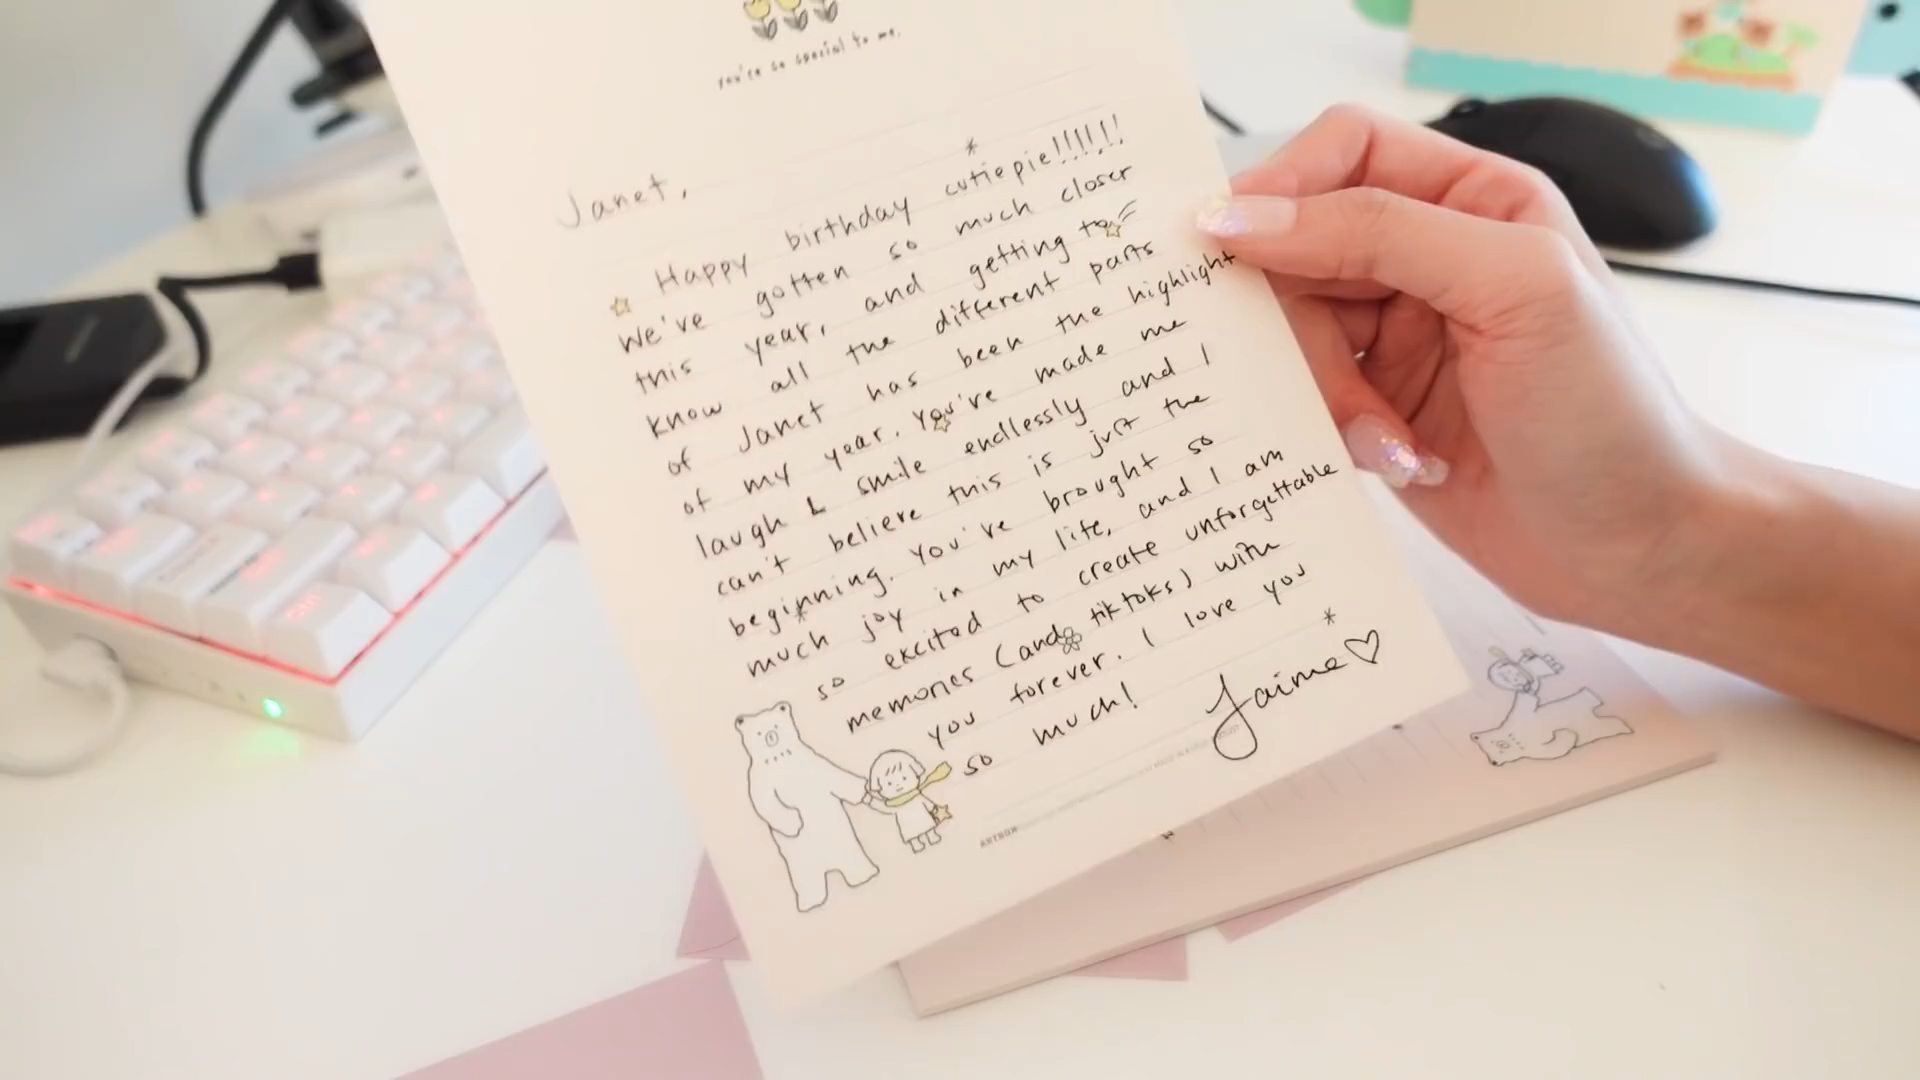 you're so special to me.
Janet,
Happy birthday cutiepie!!!!!!
We've gotten so much closer
this year, and getting to
know all the different parts
of Janet has been the highlight
of my year. You've made me
laugh & smile endlessly and I
can't believe this is just the
beginning. You've brought so
much joy in my life, and I am
so excited to create unforgettable
memories (and tiktoks) with
you forever. I love you
so much!
Jaime
ARTBOX